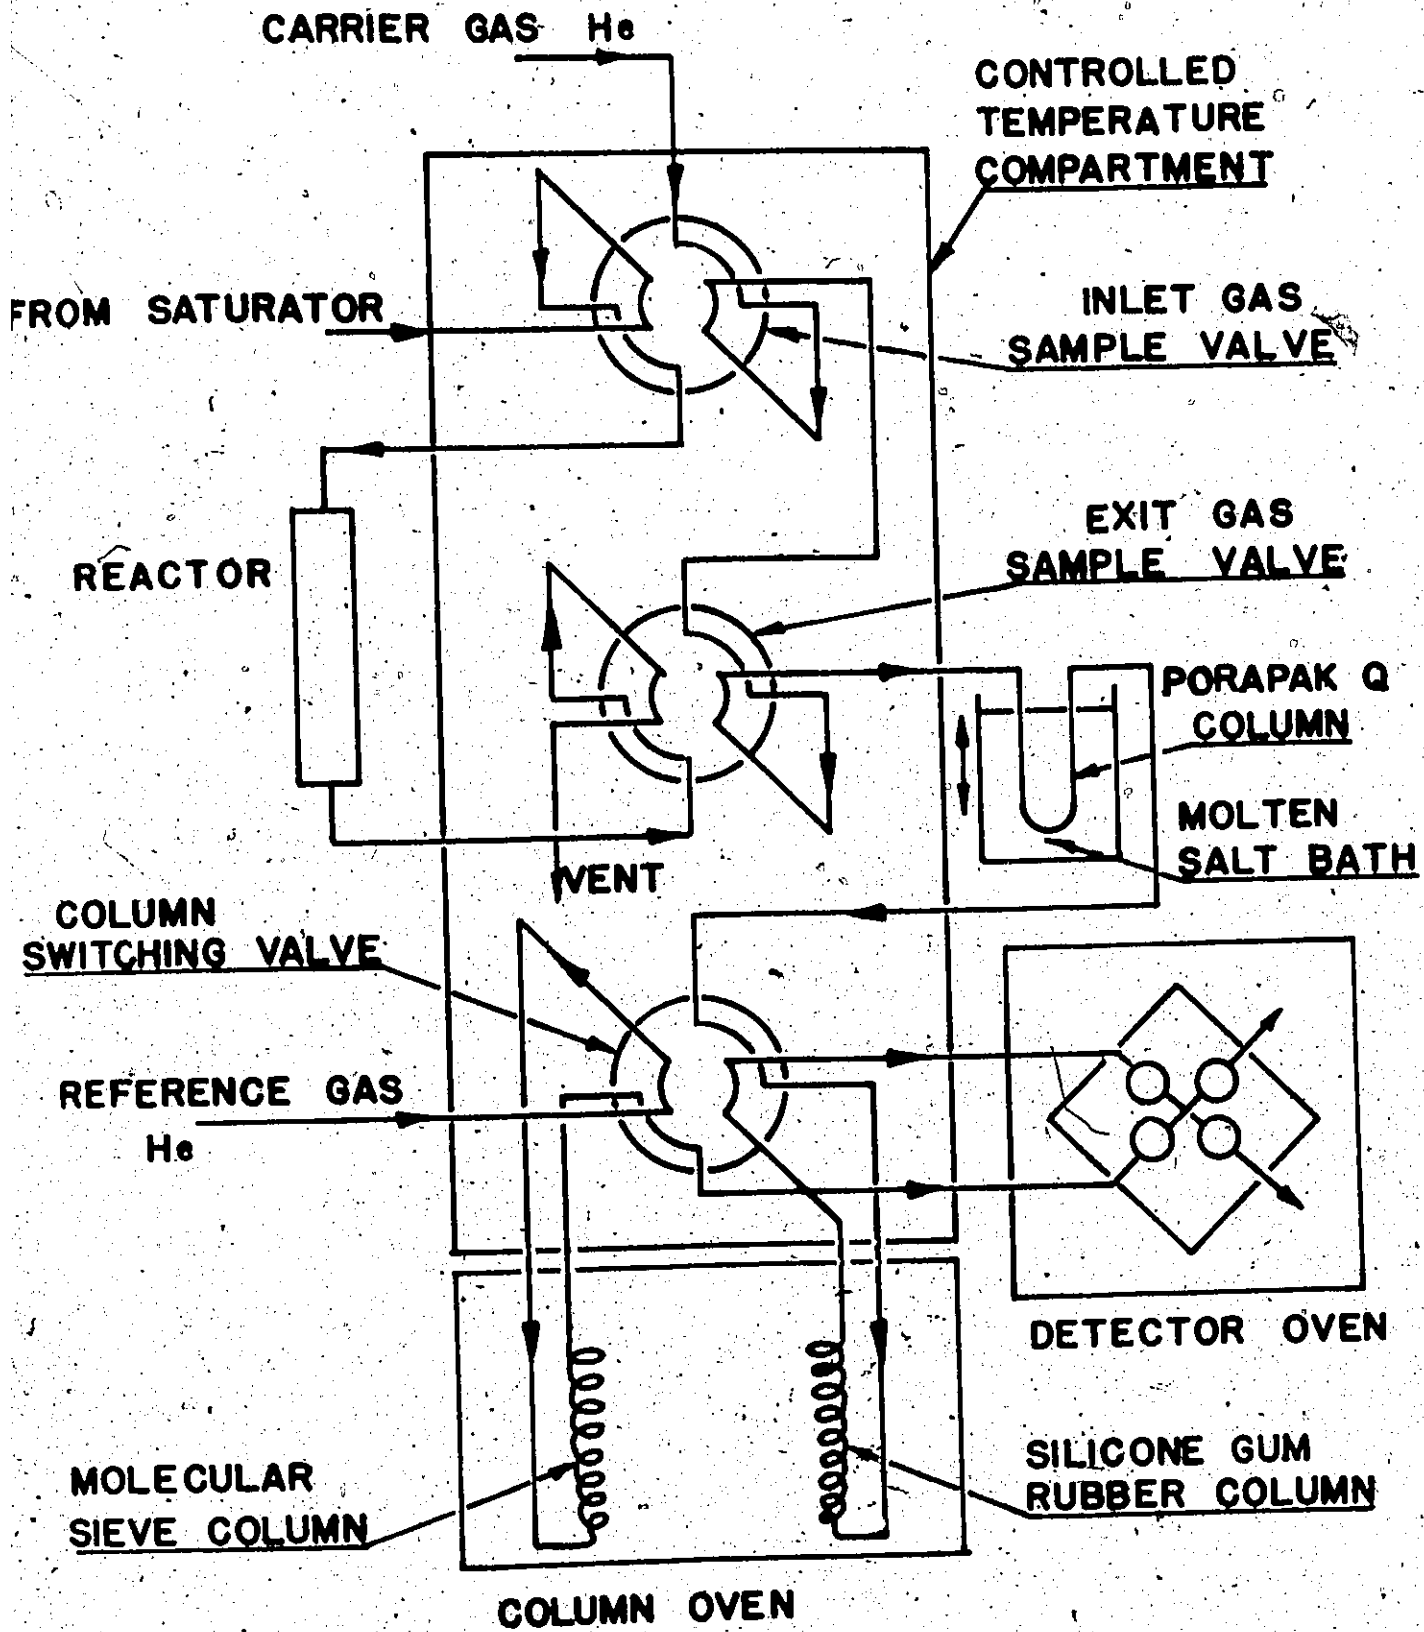 CARRIER GAS He
CONTROLLED
TEMPERATURE
COMPARTMENT
FROM SATURATOR
INLET GAS
SAMPLE VALVE
REACTOR
EXIT GAS
SAMPLE VALVE
PORAPAK Q
COLUMN
MOLTEN
SALT BATH
VENT
COLUMN
SWITCHING VALVE
REFERENCE GAS
He
DETECTOR OVEN
MOLECULAR
SIEVE COLUMN
SILICONE GUM
RUBBER COLUMN
COLUMN OVEN